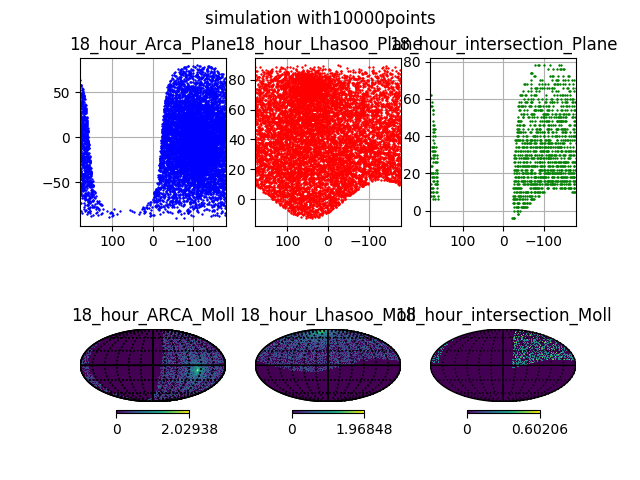 simulation with10000points
18_hour_Arca_Plane 18_hour_Lhasoo_Plane 18_hour_intersection_Plane
50
0
−50
100 0 −100
80
60
40
20
0
100 0 −100
80
60
40
20
0
100 0 −100
18_hour_ARCA_Moll 18_hour_Lhasoo_Moll 18_hour_intersection_Moll
0 2.02938 0 1.96848 0 0.60206